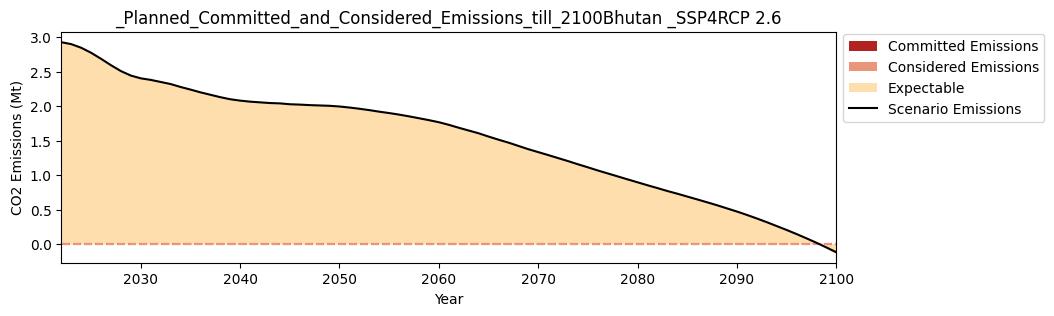 _Planned_Committed_and_Considered_Emissions_till_2100Bhutan _SSP4RCP 2.6
CO2 Emissions (Mt)
3.0
2.5
2.0
1.5
1.0
0.5
0.0
2030 2040 2050 2060 2070 2080 2090 2100
Year
Committed Emissions
Considered Emissions
Expectable
Scenario Emissions